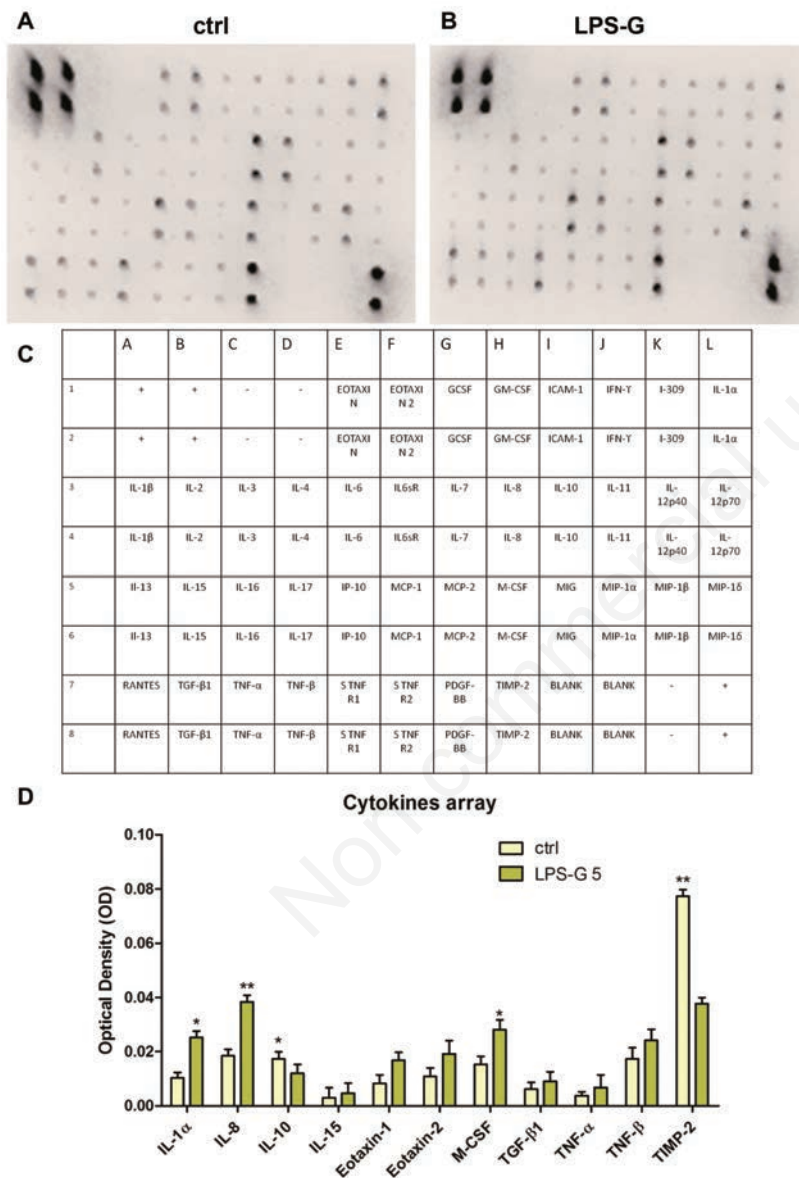 A
ctrl
B
LPS-G
C
A B C D E F G H I J K L
1 + + - - EOTAXI N EOTAXI N 2 GCSF GM-CSF ICAM-1 IFN-ϒ I-309 IL-1α
2 + + - - EOTAXI N EOTAXI N 2 GCSF GM-CSF ICAM-1 IFN-ϒ I-309 IL-1α
3 IL-1β IL-2 IL-3 IL-4 IL-6 IL6sR IL-7 IL-8 IL-10 IL-11 IL-12p40 IL-12p70
4 IL-1β IL-2 IL-3 IL-4 IL-6 IL6sR IL-7 IL-8 IL-10 IL-11 IL-12p40 IL-12p70
5 Il-13 IL-15 IL-16 IL-17 IP-10 MCP-1 MCP-2 M-CSF MIG MIP-1α MIP-1β MIP-1δ
6 Il-13 IL-15 IL-16 IL-17 IP-10 MCP-1 MCP-2 M-CSF MIG MIP-1α MIP-1β MIP-1δ
7 RANTES TGF-β1 TNF-α TNF-β S TNF R1 S TNF R2 PDGF-BB TIMP-2 BLANK BLANK - +
8 RANTES TGF-β1 TNF-α TNF-β S TNF R1 S TNF R2 PDGF-BB TIMP-2 BLANK BLANK - +
D
Cytokines array
Optical Density (OD)
0.10
0.08
0.06
0.04
0.02
0.00
ctrl
LPS-G 5
* ** * * **
IL-1α IL-8 IL-10 IL-15 Eotaxin-1 Eotaxin-2 M-CSF TGF-β1 TNF-α TNF-β TIMP-2
Non commercial